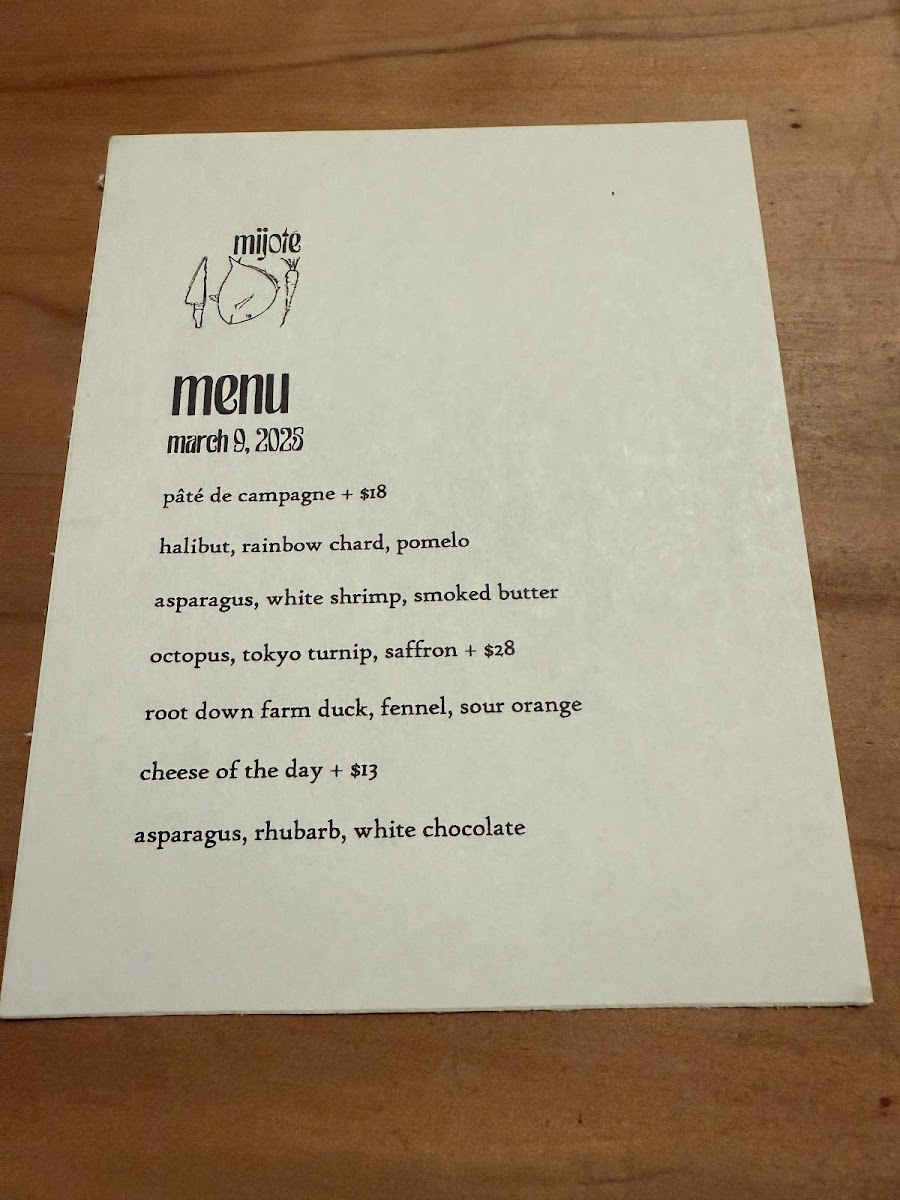 mijoté
menu
march 9, 2025
pâté de campagne + $18
halibut, rainbow chard, pomelo
asparagus, white shrimp, smoked butter
octopus, tokyo turnip, saffron + $28
root down farm duck, fennel, sour orange
cheese of the day + $13
asparagus, rhubarb, white chocolate